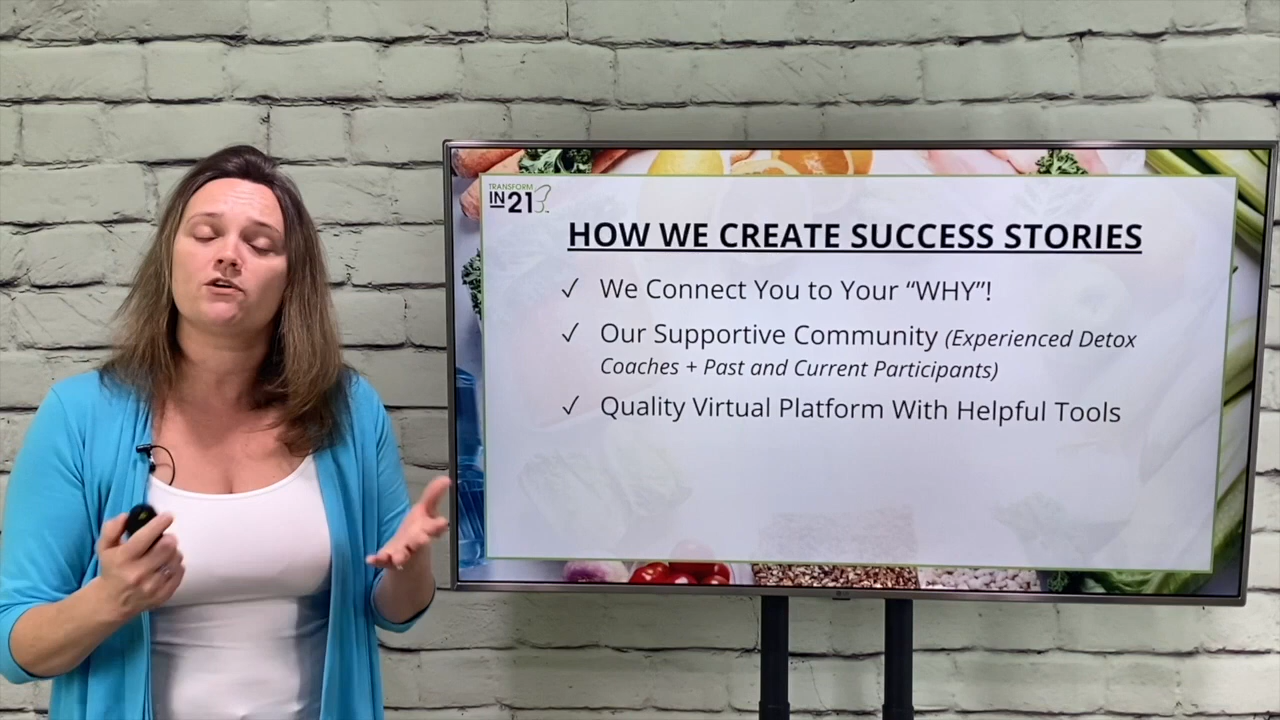 TRANSFORM
IN 21
HOW WE CREATE SUCCESS STORIES
✓ We Connect You to Your “WHY”!
✓ Our Supportive Community (Experienced Detox
Coaches + Past and Current Participants)
✓ Quality Virtual Platform With Helpful Tools
LG